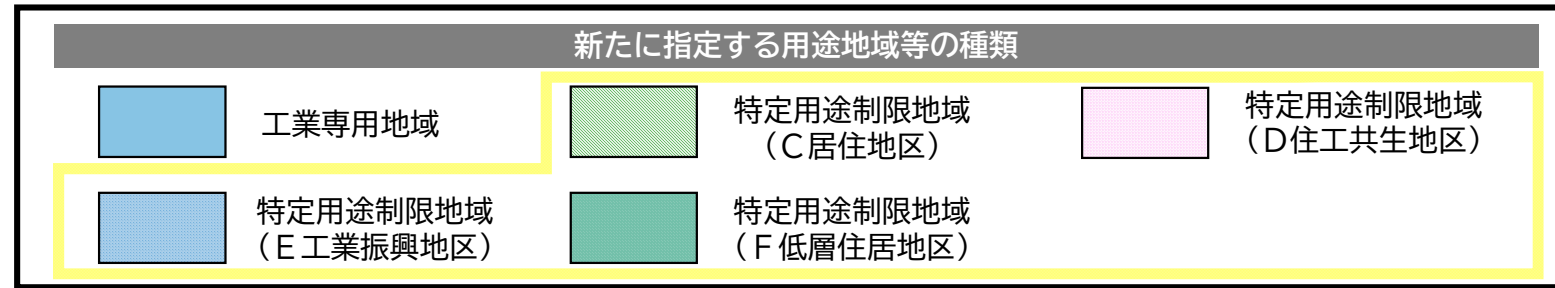 新たに指定する用途地域等の種類
工業専用地域
特定用途制限地域
（Ｃ居住地区）
特定用途制限地域
（Ｄ住工共生地区）
特定用途制限地域
（Ｅ工業振興地区）
特定用途制限地域
（Ｆ低層住居地区）